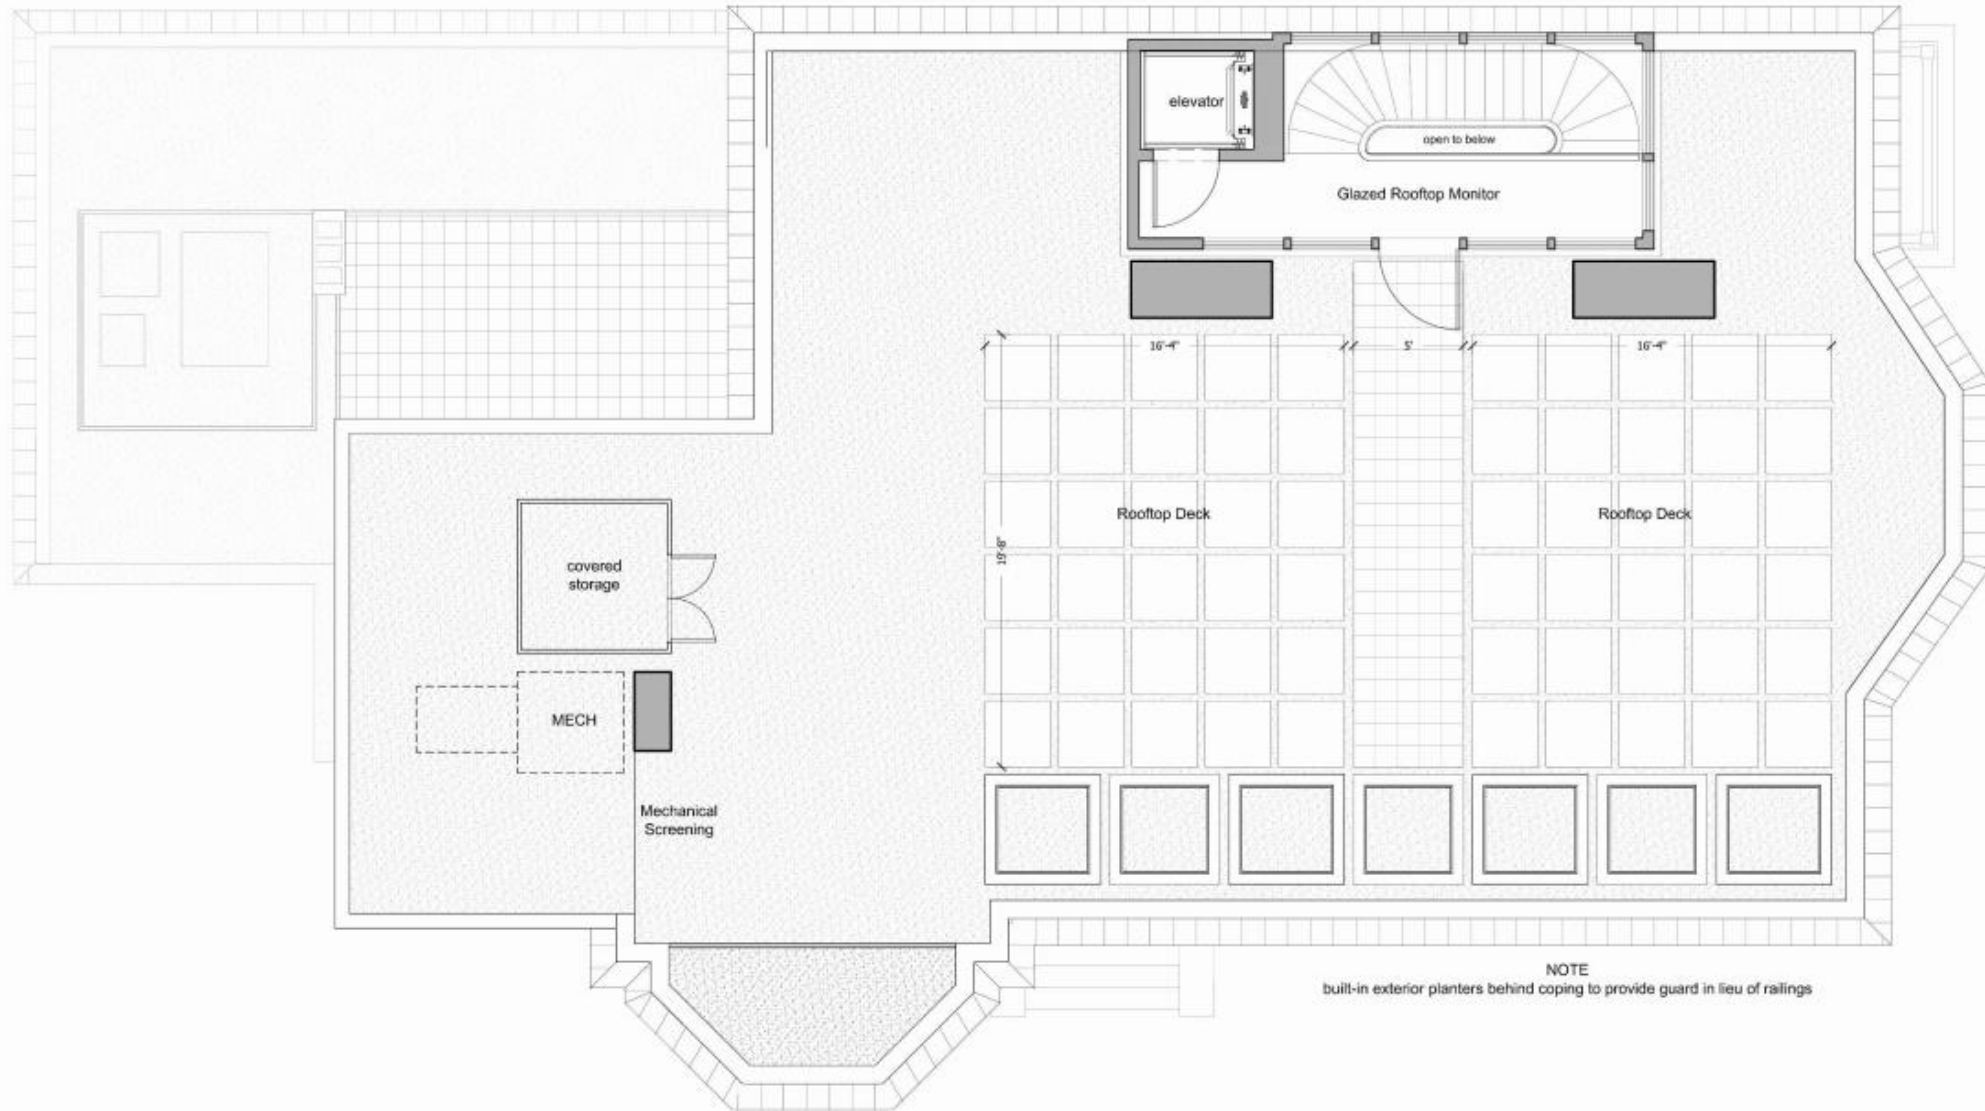 elevator
open to below
Glazed Rooftop Monitor
16'-4"
5'
16'-4"
Rooftop Deck
Rooftop Deck
19'-8"
covered
storage
MECH
Mechanical
Screening
NOTE
built-in exterior planters behind coping to provide guard in lieu of railings